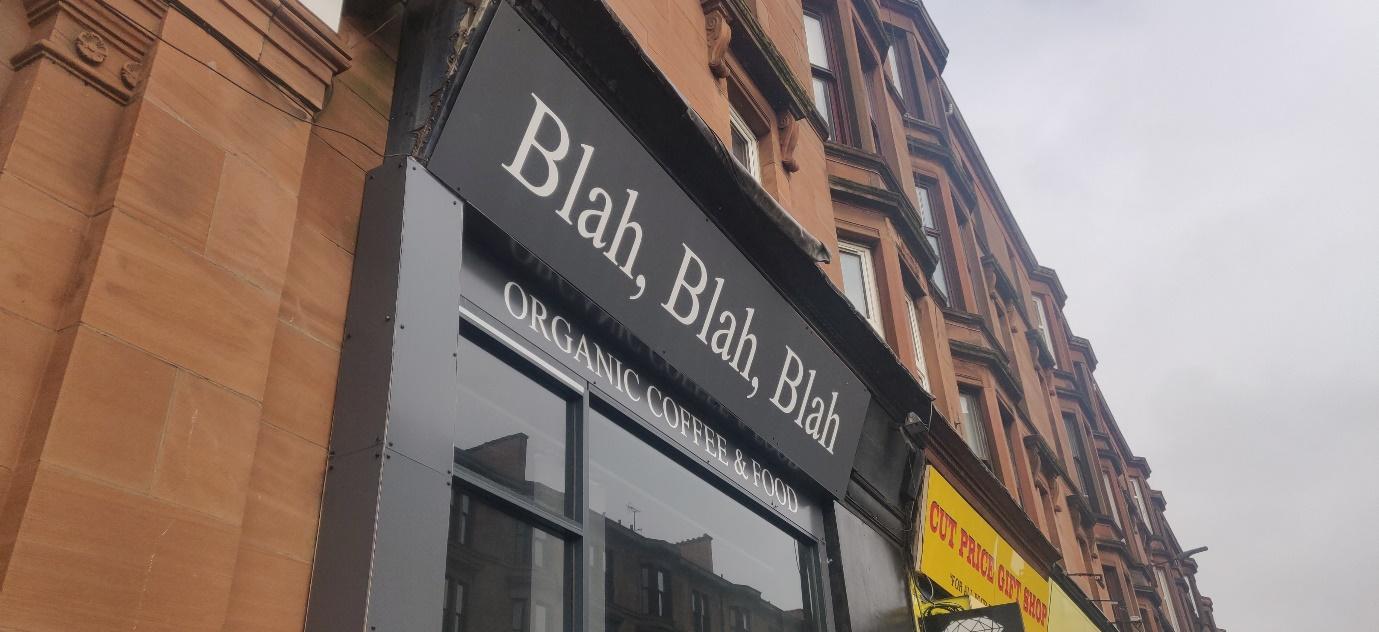 Blah, Blah, Blah
ORGANIC COFFEE & FOOD
CUT PRICE GIFT SHOP